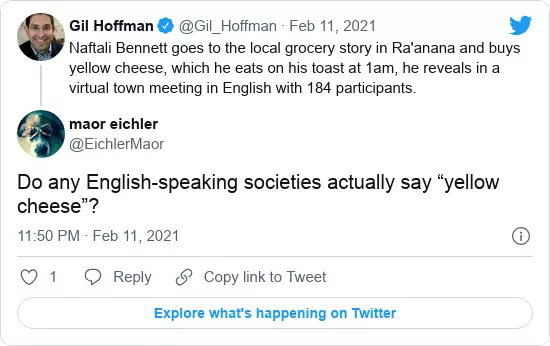 Gil Hoffman @Gil_Hoffman · Feb 11, 2021
Naftali Bennett goes to the local grocery story in Ra'anana and buys
yellow cheese, which he eats on his toast at 1am, he reveals in a
virtual town meeting in English with 184 participants.
maor eichler
@EichlerMaor
Do any English-speaking societies actually say “yellow
cheese”?
11:50 PM · Feb 11, 2021
1 Reply Copy link to Tweet
Explore what's happening on Twitter